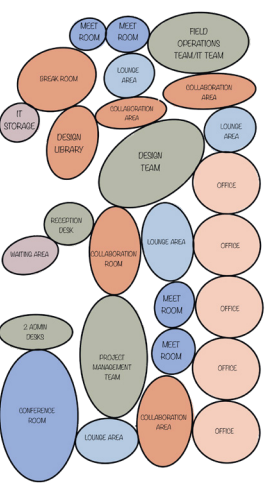 MEET
ROOM
MEET
ROOM
FIELD
OPERATIONS
TEAM/IT TEAM
BREAK ROOM
LOUNGE
AREA
COLLABORATION
AREA
IT
STORAGE
COLLABORATION
AREA
DESIGN
LIBRARY
LOUNGE
AREA
DESIGN
TEAM
OFFICE
RECEPTION
DESK
WAITING AREA
COLLABORATION
ROOM
LOUNGE AREA
OFFICE
MEET
ROOM
OFFICE
2 ADMIN
DESKS
PROJECT
MANAGEMENT
TEAM
MEET
ROOM
OFFICE
CONFERENCE
ROOM
LOUNGE AREA
COLLABORATION
AREA
OFFICE